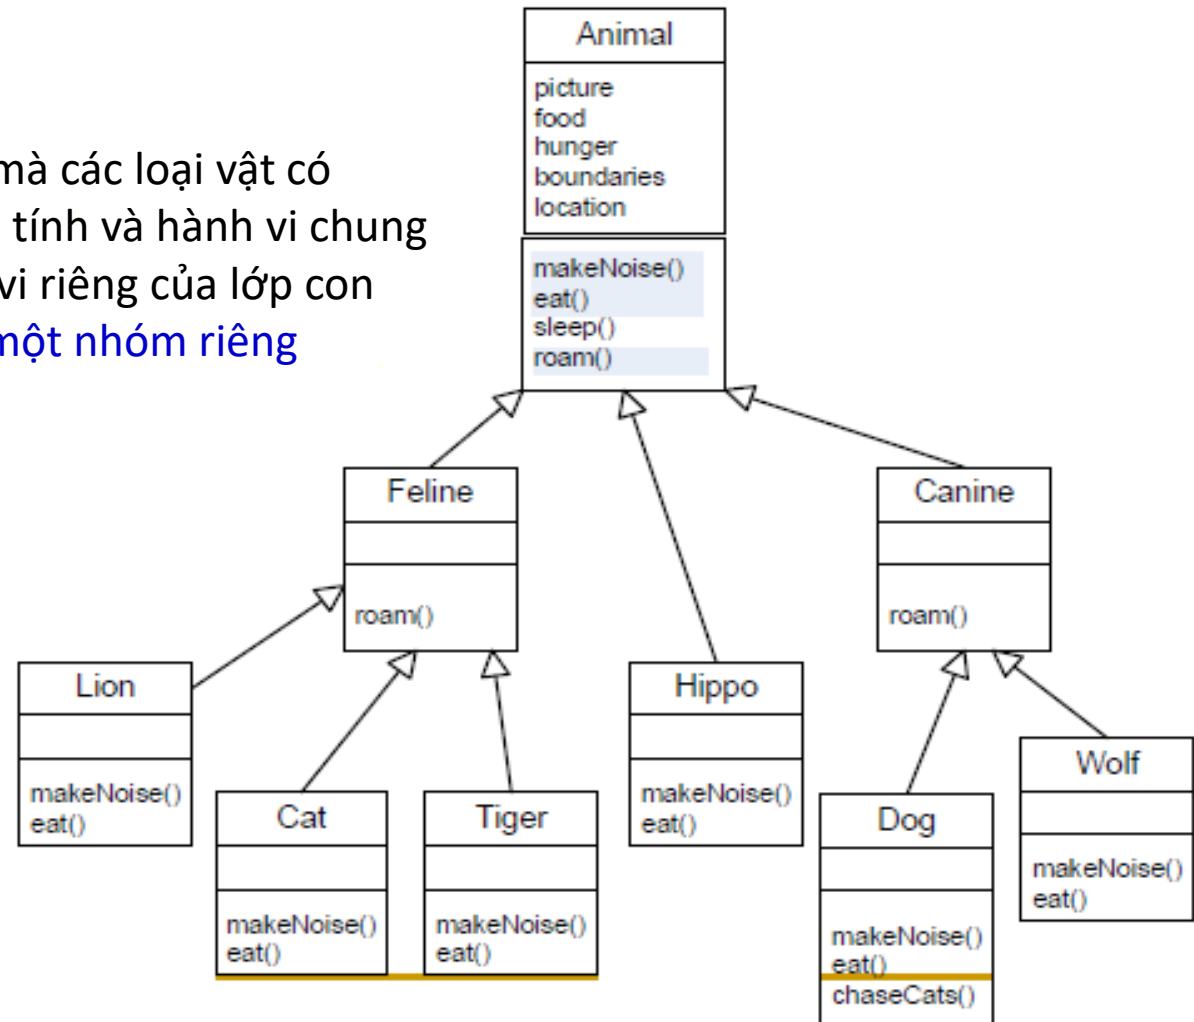 Animal
picture
food
hunger
boundaries
location
makeNoise()
eat()
sleep()
roam()
mà các loại vật có
tính và hành vi chung
vi riêng của lớp con
một nhóm riêng
Feline
roam()
Canine
roam()
Lion
makeNoise()
eat()
Cat
makeNoise()
eat()
Tiger
makeNoise()
eat()
Hippo
makeNoise()
eat()
Dog
makeNoise()
eat()
chaseCats()
Wolf
makeNoise()
eat()